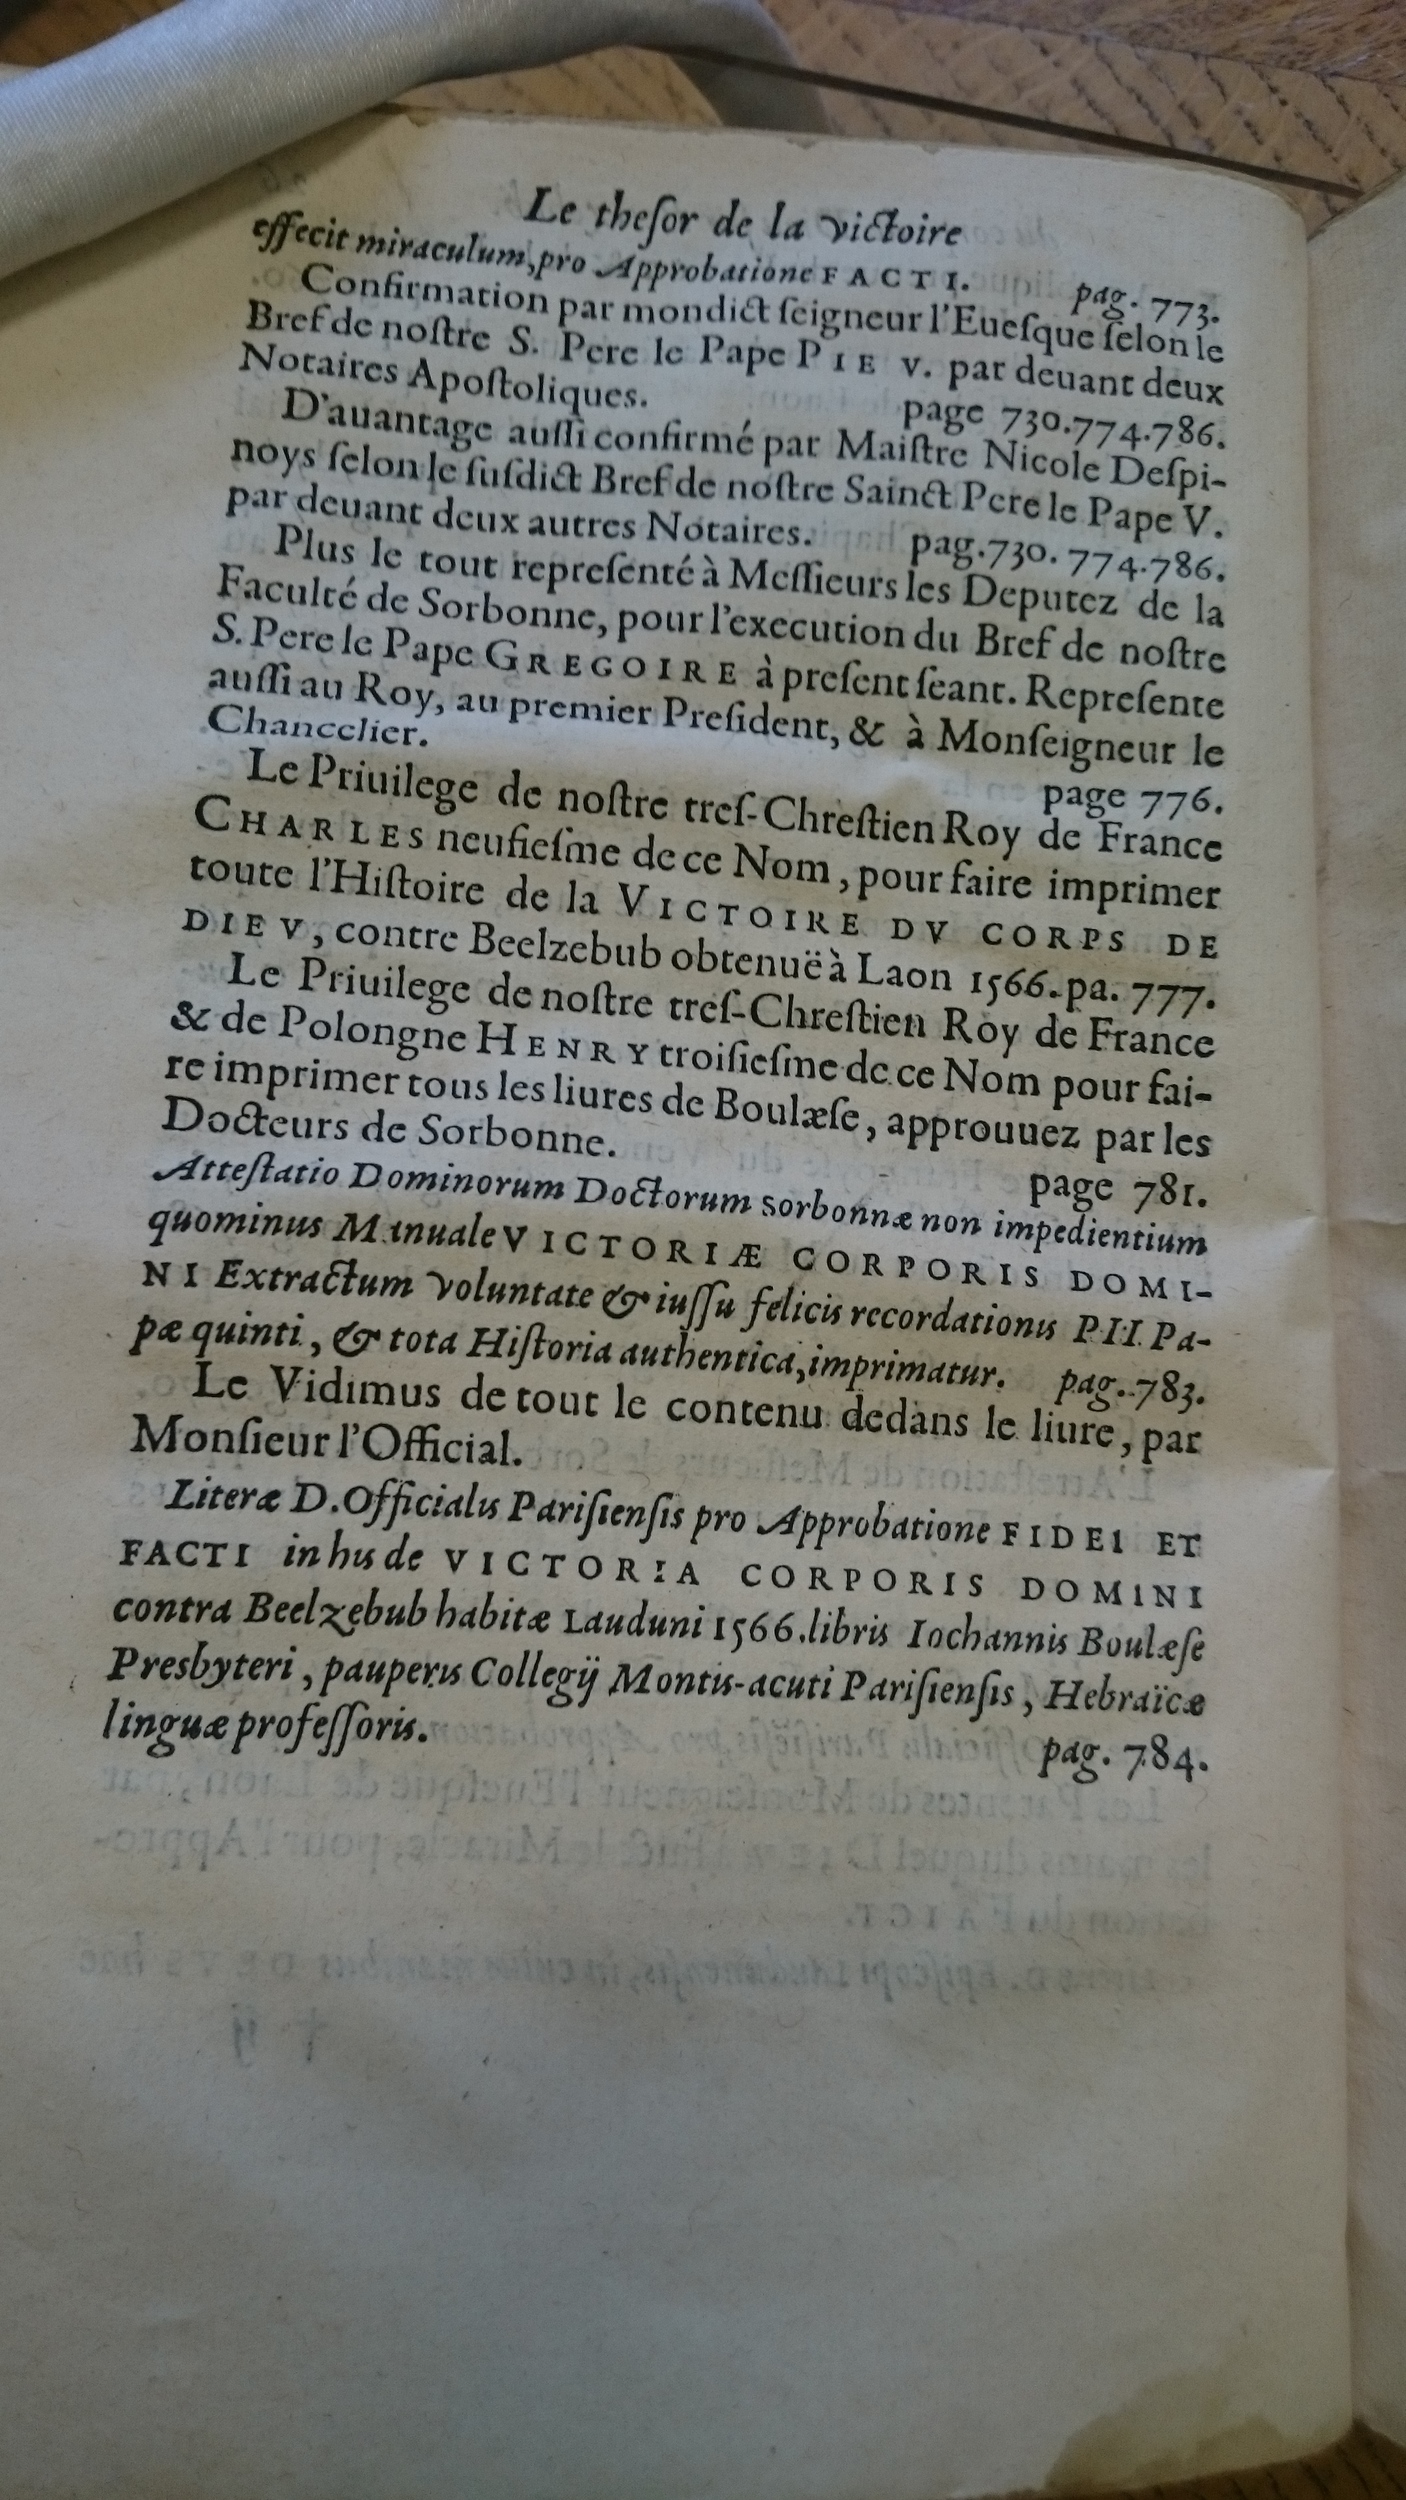 Le theſor de la victoire
effecit miraculum, pro Approbatione FACTI. pag. 773.
Confirmation par mondict ſeigneur l'Eueſque ſelon le
Bref de noſtre S. Pere le Pape PIE V. par deuant deux
Notaires Apoſtoliques. page 730.774.786.
D'auantage auſſi confirmé par Maiſtre Nicole Deſpi-
noys ſelon le ſuſdict Bref de noſtre Sainct Pere le Pape V.
par deuant deux autres Notaires. pag.730.774.786.
Plus le tout repreſenté à Meſſieurs les Deputez de la
Faculté de Sorbonne, pour l'execution du Bref de noſtre
S. Pere le Pape GREGOIRE à preſent ſeant. Repreſente
auſſi au Roy, au premier Preſident, & à Monſeigneur le
Chancelier. page 776.
Le Priuilege de noſtre treſ-Chreſtien Roy de France
CHARLES neufieſme de ce Nom, pour faire imprimer
toute l'Hiſtoire de la VICTOIRE DV CORPS DE
DIEV, contre Beelzebub obtenuë à Laon 1566. pa. 777.
Le Priuilege de noſtre treſ-Chreſtien Roy de France
& de Polongne HENRY troiſieſme de ce Nom pour fai-
re imprimer tous les liures de Boulæſe, approuuez par les
Docteurs de Sorbonne. page 781.
Atteſtatio Dominorum Doctorum Sorbonnæ non impedientium
quominus Manuale VICTORIÆ CORPORIS DOMI-
NI Extractum voluntate & iuſſu felicis recordationis PII Pa-
pæ quinti, & tota Hiſtoria authentica, imprimatur. pag. 783.
Le Vidimus de tout le contenu dedans le liure, par
Monſieur l'Official.
Literæ D. Officialis Pariſienſis pro Approbatione FIDEI ET
FACTI in his de VICTORIA CORPORIS DOMINI
contra Beelzebub habitæ Lauduni 1566. libris Iochannis Boulæſe
Presbyteri, pauperis Collegij Montis-acuti Pariſienſis, Hebraïcæ
linguæ profeſſoris. pag. 784.